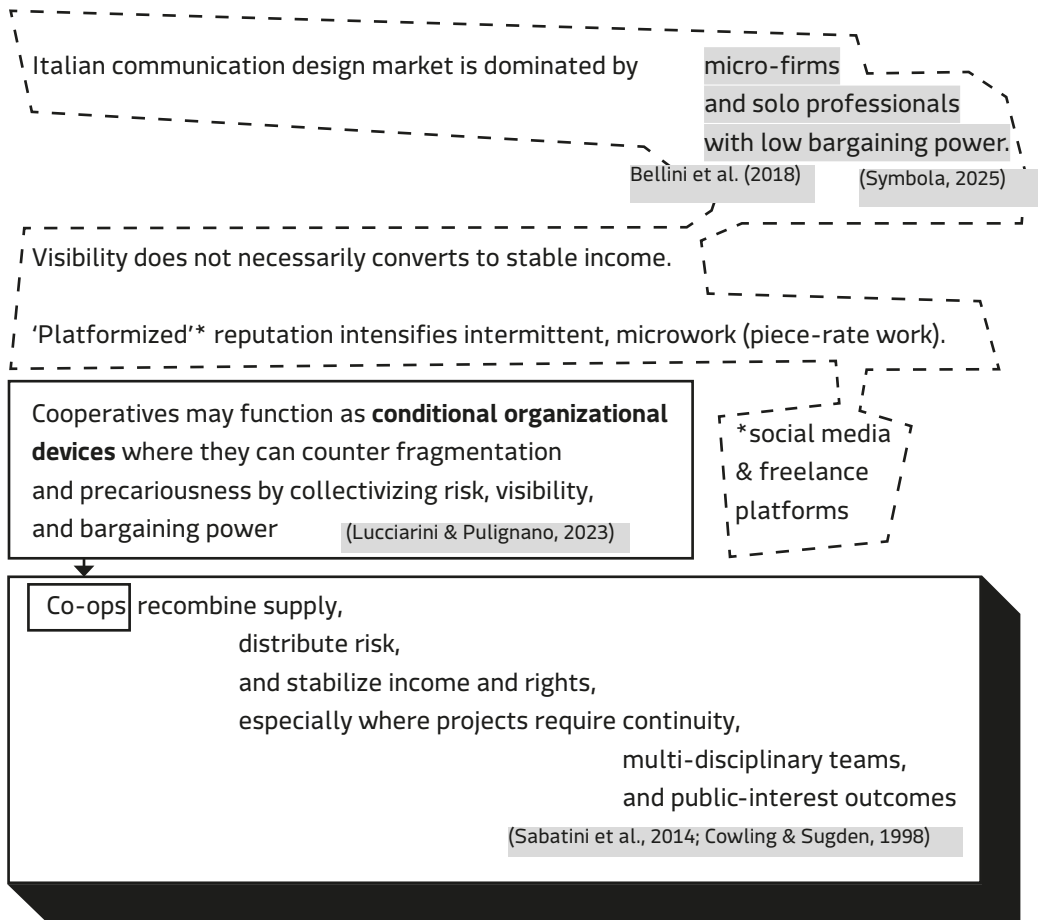 Italian communication design market is dominated by micro-firms
and solo professionals
with low bargaining power.
Bellini et al. (2018) (Symbola, 2025)
Visibility does not necessarily converts to stable income.
‘Platformized’* reputation intensifies intermittent, microwork (piece-rate work).
Cooperatives may function as conditional organizational
devices where they can counter fragmentation
and precariousness by collectivizing risk, visibility,
and bargaining power (Lucciarini & Pulignano, 2023)
*social media
& freelance
platforms
Co-ops recombine supply,
distribute risk,
and stabilize income and rights,
especially where projects require continuity,
multi-disciplinary teams,
and public-interest outcomes
(Sabatini et al., 2014; Cowling & Sugden, 1998)